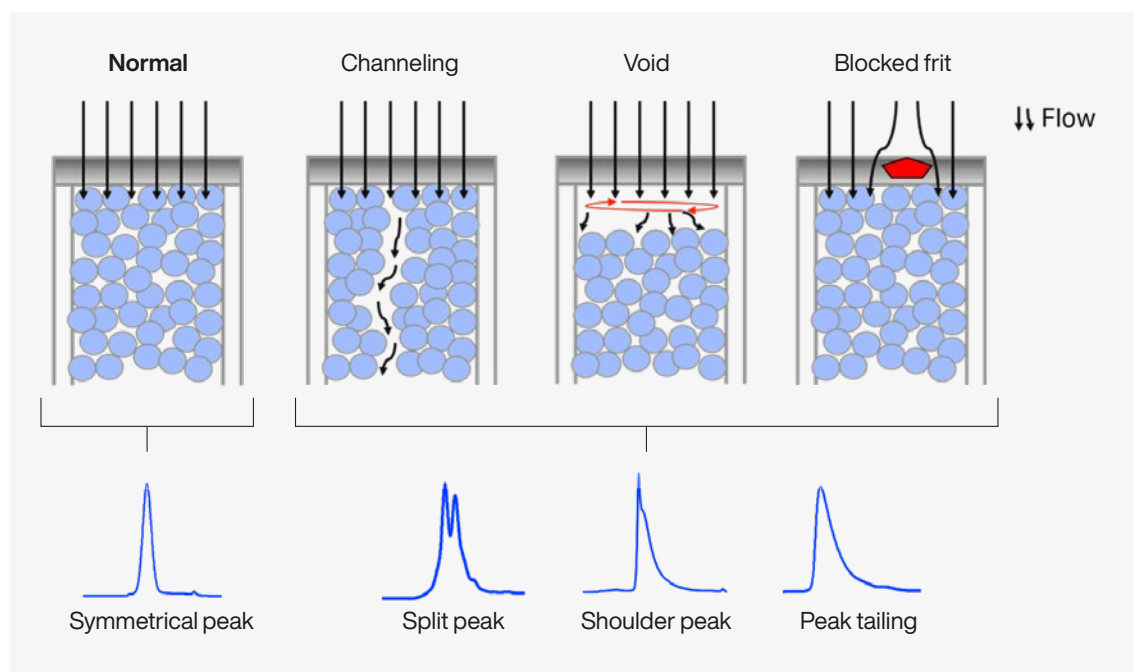 Normal
Channeling
Void
Blocked frit
Flow
Symmetrical peak
Split peak
Shoulder peak
Peak tailing